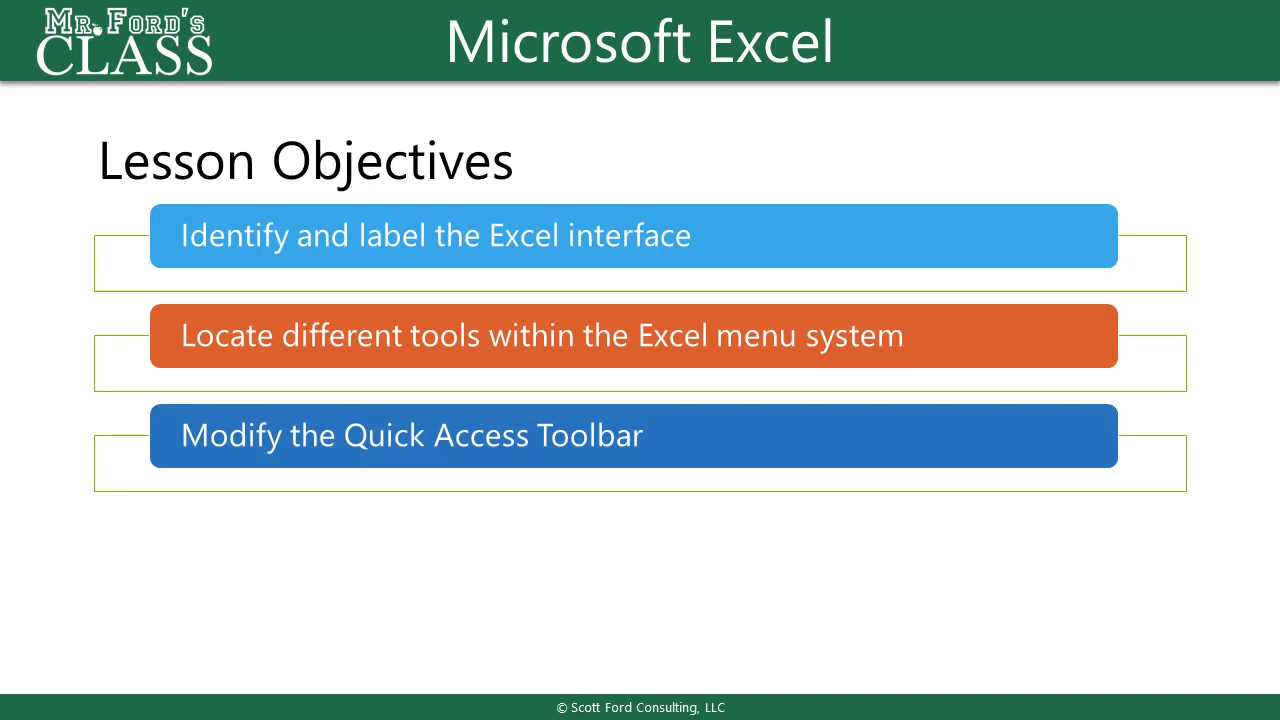 Mr. Ford's
CLASS
Microsoft Excel
Lesson Objectives
Identify and label the Excel interface
Locate different tools within the Excel menu system
Modify the Quick Access Toolbar
© Scott Ford Consulting, LLC